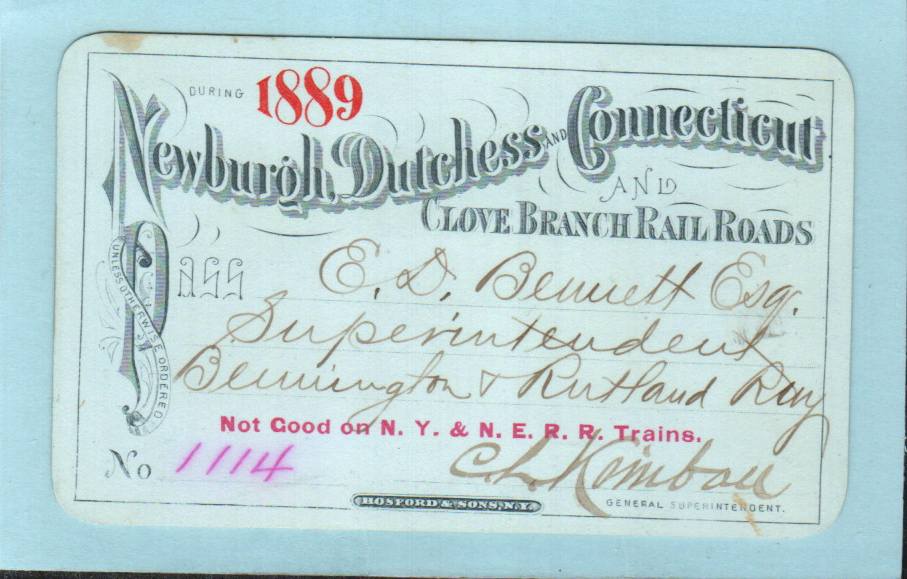 DURING 1889
Newburgh, Dutchess AND Connecticut
AND
CLOVE BRANCH RAIL ROADS
PASS E. D. Bennett Esq.
UNLESS OTHERWISE ORDERED
Superintendent
Bennington & Rutland Ray
Not Good on N. Y. & N. E. R. R. Trains.
No 1114
C. L. Kimball
GENERAL SUPERINTENDENT.
HOSFORD & SONS, N.Y.